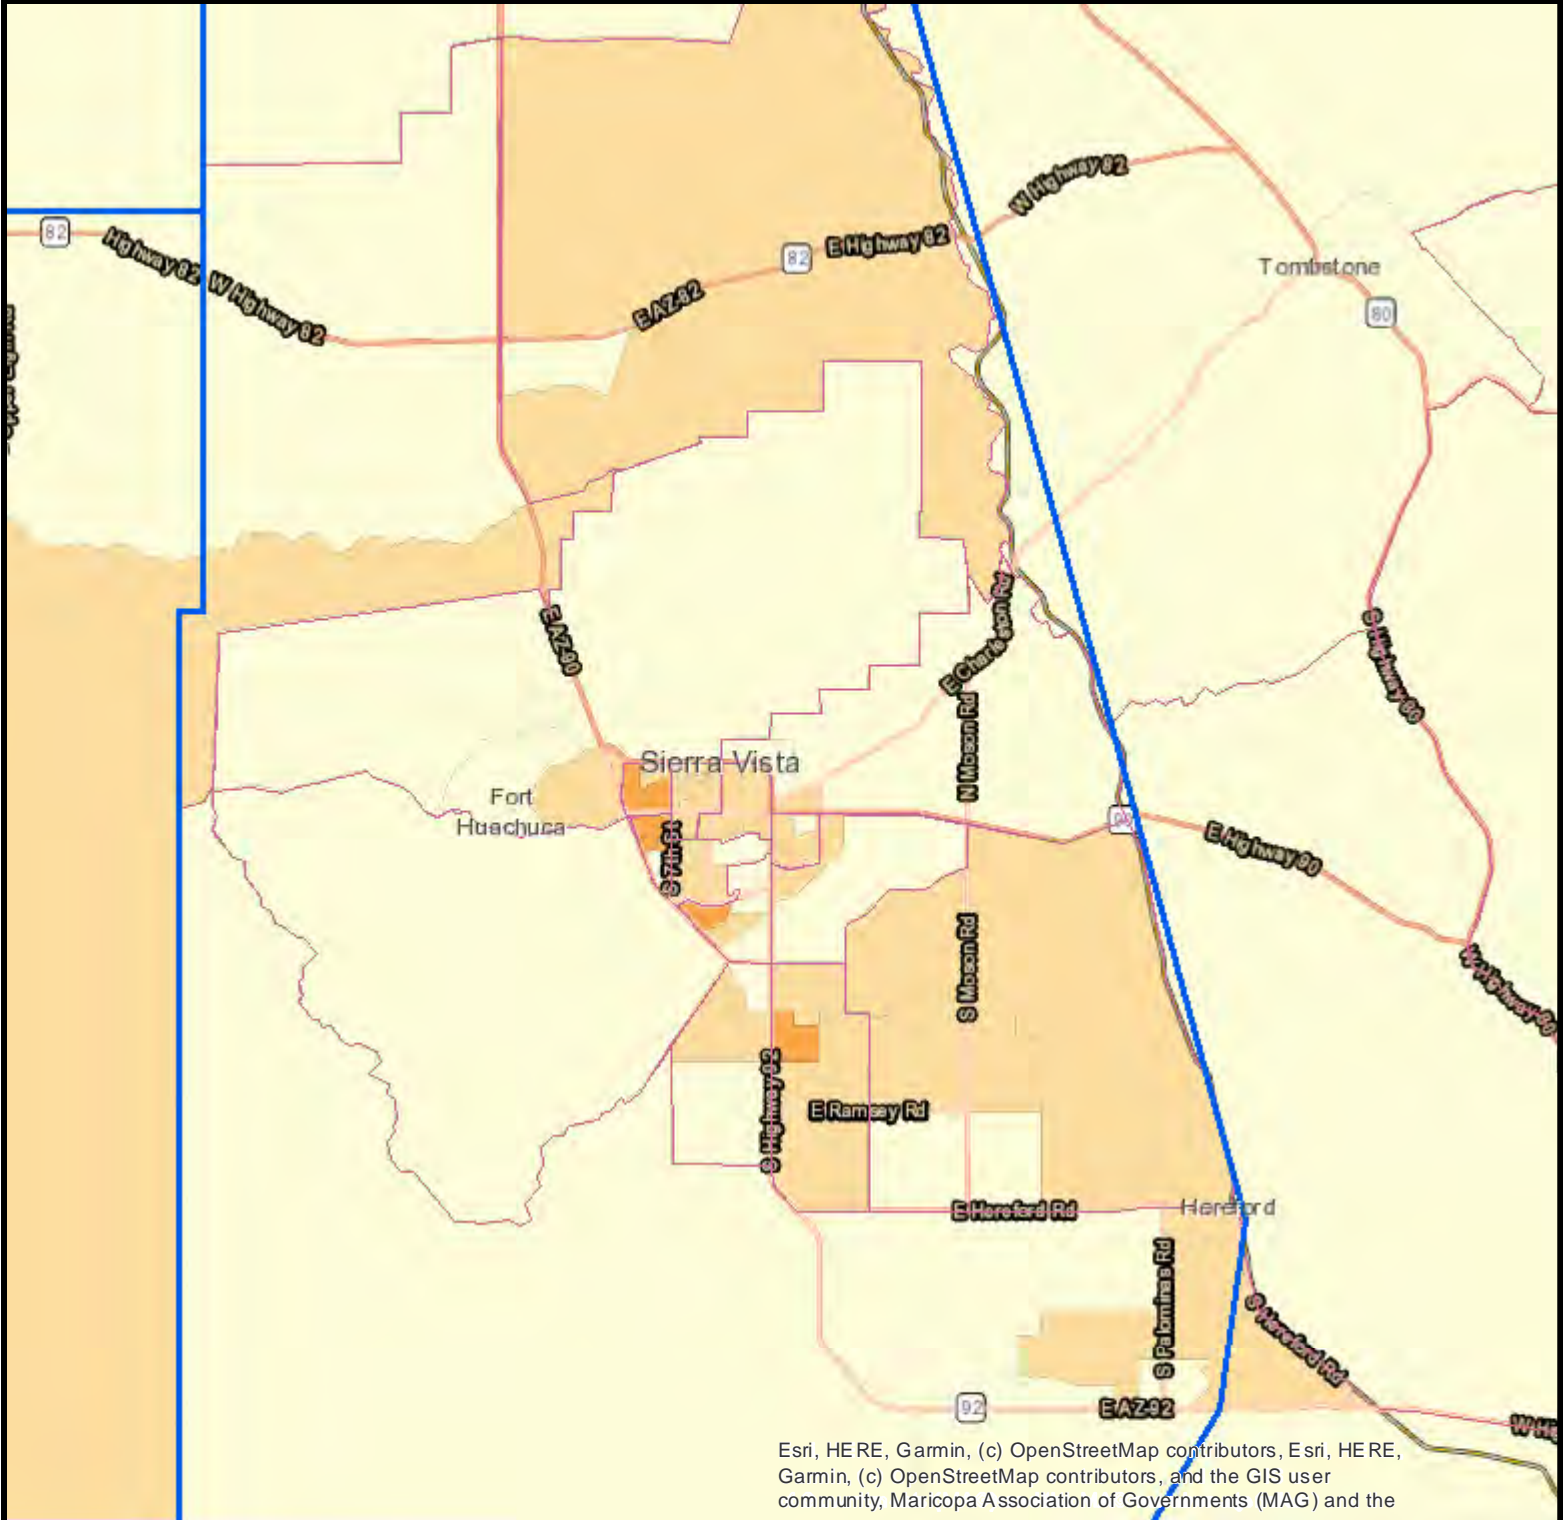 W Highway 82
82
Highway 82
W Highway 82
E Highway 82
82
E AZ-82
Tombstone
80
E Charleston Rd
N Moson Rd
S Highway 80
E AZ-90
Sierra Vista
Fort
Huachuca
S 7th St
90
E Highway 90
S Moson Rd
W Highway 80
S Highway 92
E Ramsey Rd
E Hereford Rd
Hereford
S Palominas Rd
S Hereford Rd
92
E AZ-92
W Hi
Esri, HERE, Garmin, (c) OpenStreetMap contributors, Esri, HERE,
Garmin, (c) OpenStreetMap contributors, and the GIS user
community, Maricopa Association of Governments (MAG) and the